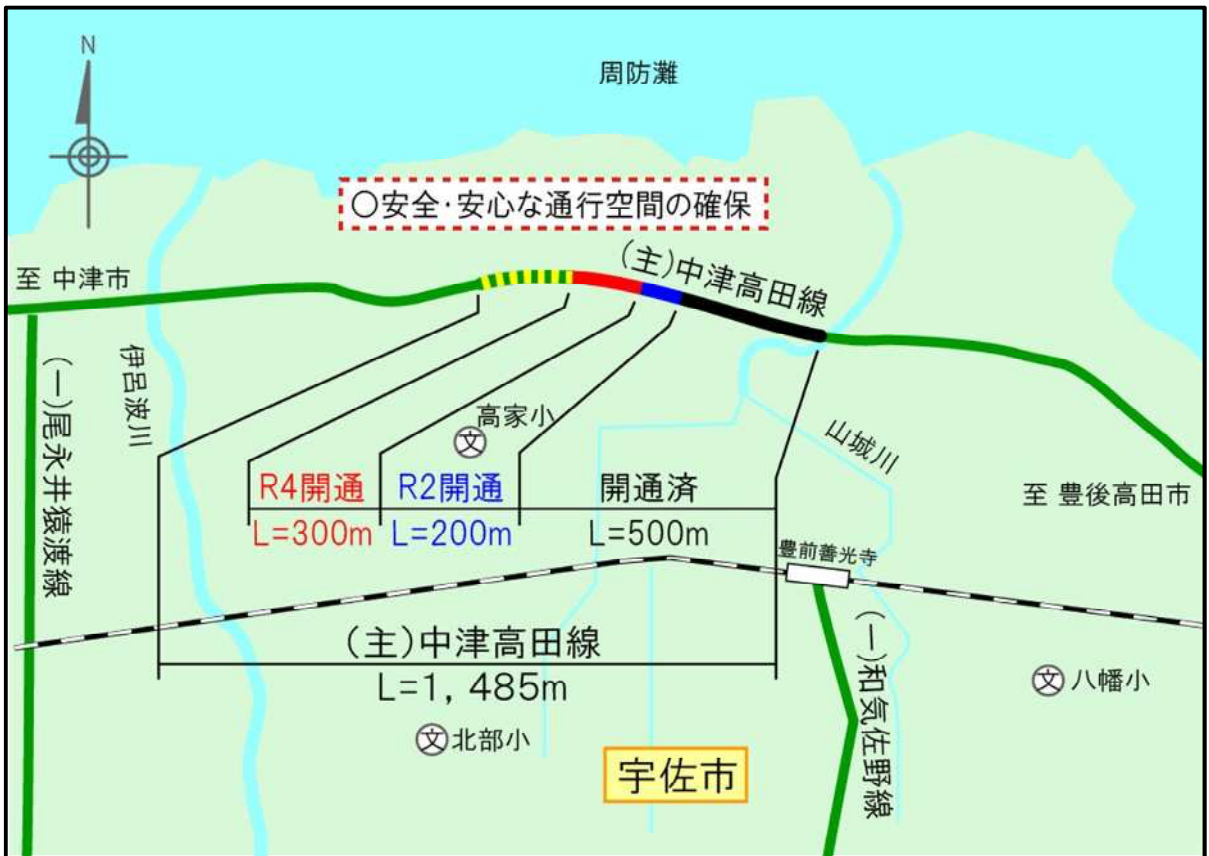 N
周防灘
○安全・安心な通行空間の確保
至 中津市
(主)中津高田線
(一)尾永井猿渡線
伊呂波川
高家小
文
山城川
至 豊後高田市
R4開通
R2開通
開通済
L=300m
L=200m
L=500m
豊前善光寺
(主)中津高田線
L=1,485m
(一)和気佐野線
文 八幡小
文 北部小
宇佐市